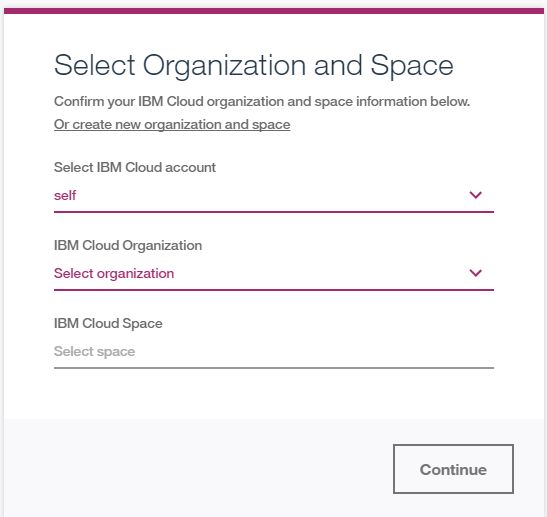 Select Organization and Space
Confirm your IBM Cloud organization and space information below.
Or create new organization and space
Select IBM Cloud account
self
IBM Cloud Organization
Select organization
IBM Cloud Space
Select space
Continue